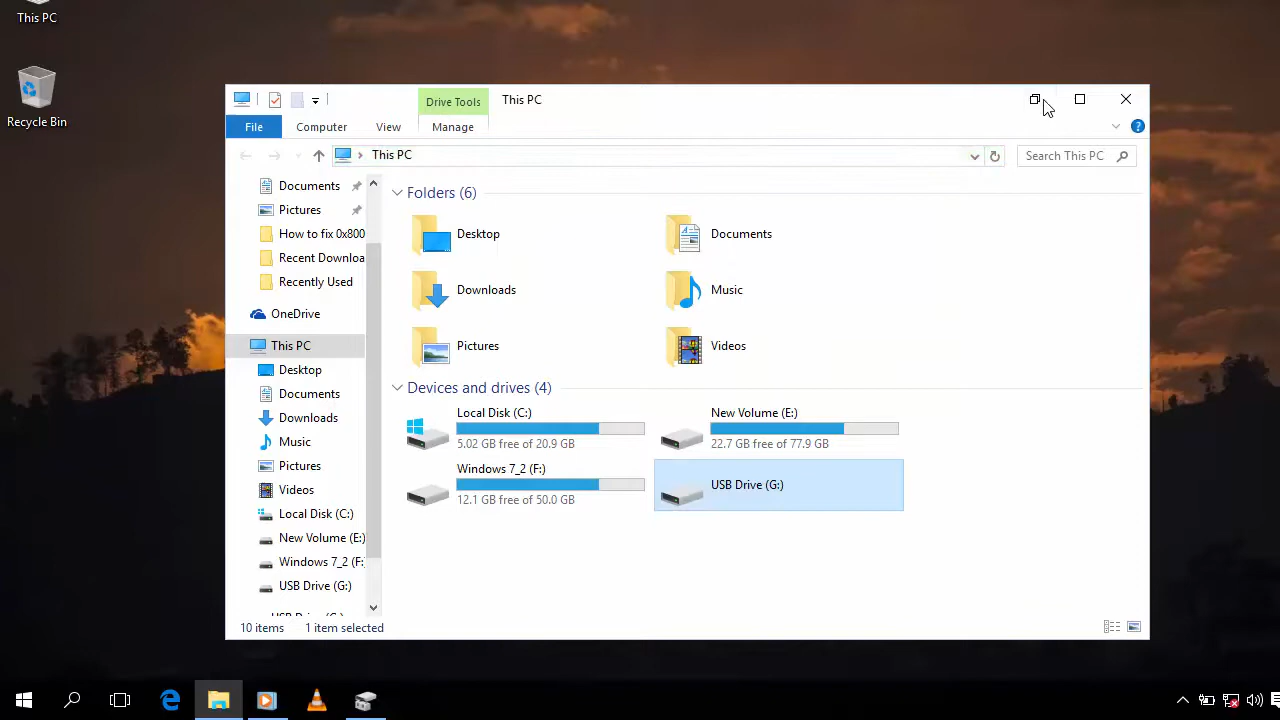 This PC
Recycle Bin
Drive Tools
This PC
File
Computer
View
Manage
This PC
Search This PC
Documents
Pictures
How to fix 0x800
Recent Downloa
Recently Used
OneDrive
This PC
Desktop
Documents
Downloads
Music
Pictures
Videos
Local Disk (C:)
New Volume (E:)
Windows 7_2 (F:
USB Drive (G:)
Folders (6)
Desktop
Documents
Downloads
Music
Pictures
Videos
Devices and drives (4)
Local Disk (C:)
5.02 GB free of 20.9 GB
New Volume (E:)
22.7 GB free of 77.9 GB
Windows 7_2 (F:)
12.1 GB free of 50.0 GB
USB Drive (G:)
10 items
1 item selected